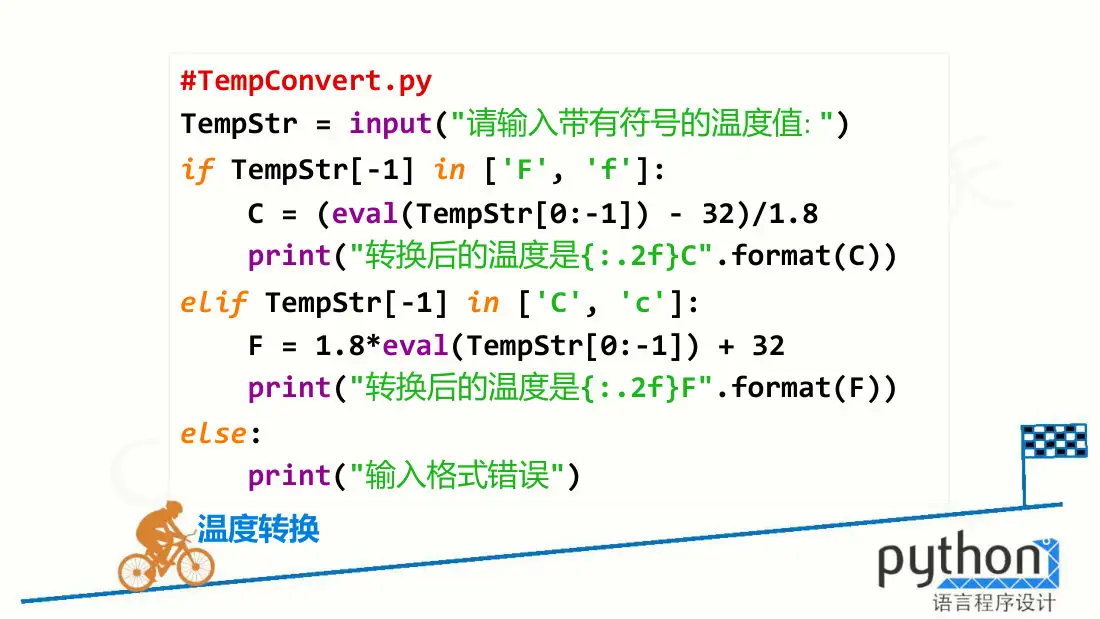 #TempConvert.py
TempStr = input("请输入带有符号的温度值: ")
if TempStr[-1] in ['F', 'f']:
    C = (eval(TempStr[0:-1]) - 32)/1.8
    print("转换后的温度是{:.2f}C".format(C))
elif TempStr[-1] in ['C', 'c']:
    F = 1.8*eval(TempStr[0:-1]) + 32
    print("转换后的温度是{:.2f}F".format(F))
else:
    print("输入格式错误")
温度转换
python
语言程序设计